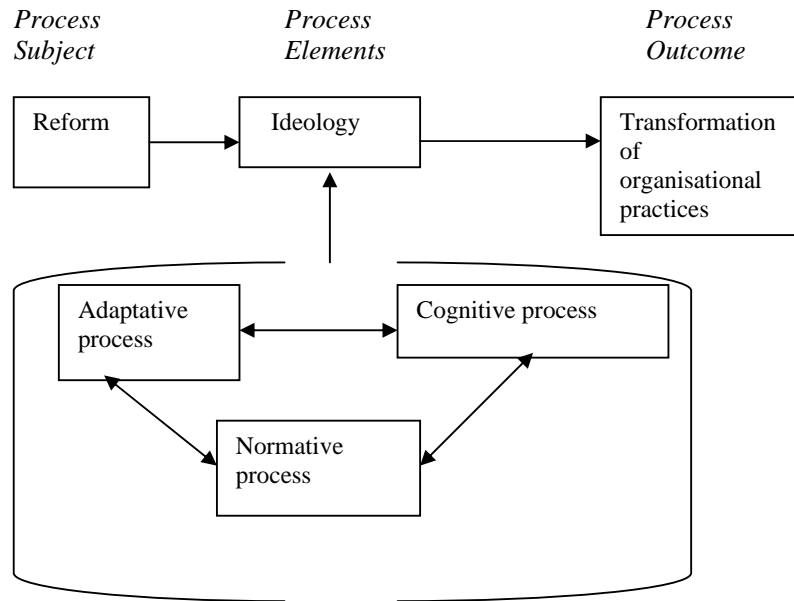 Process
Subject
Process
Elements
Process
Outcome
Reform
Ideology
Transformation
of
organisational
practices
Adaptative
process
Cognitive process
Normative
process